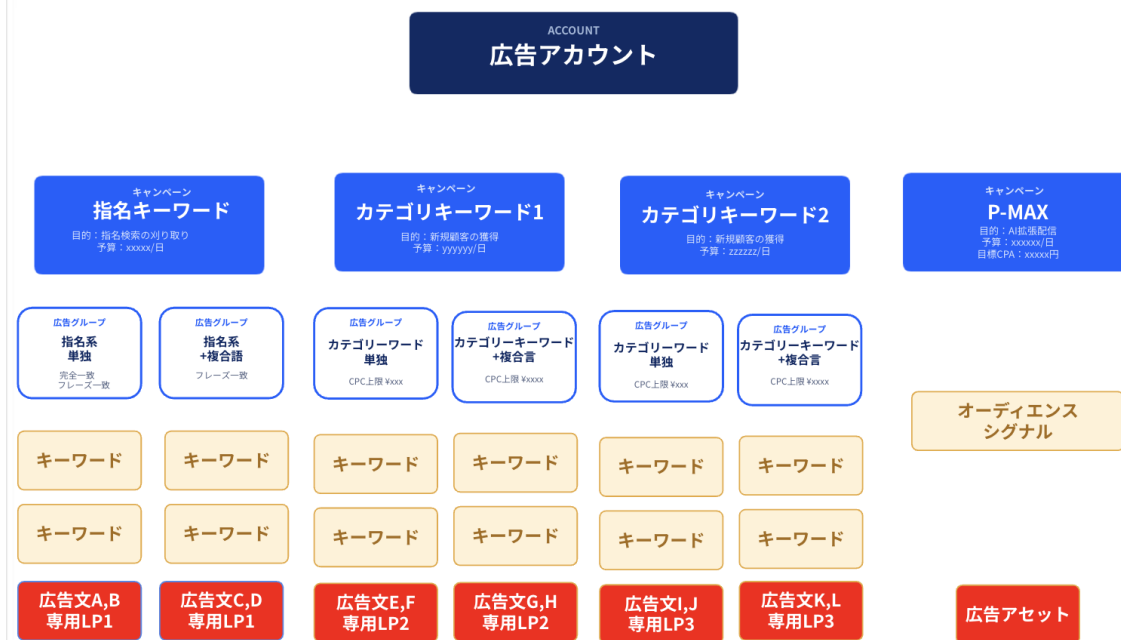 ACCOUNT
広告アカウント
キャンペーン
指名キーワード
目的：指名検索の刈り取り
予算：xxxxx/日
キャンペーン
カテゴリキーワード1
目的：新規顧客の獲得
予算：yyyyyy/日
キャンペーン
カテゴリキーワード2
目的：新規顧客の獲得
予算：zzzzzz/日
キャンペーン
P-MAX
目的：AI拡張配信
予算：xxxxxx/日
目標CPA：xxxxx円
広告グループ
指名系
単独
完全一致
フレーズ一致
広告グループ
指名系
+複合語
フレーズ一致
広告グループ
カテゴリーワード
単独
CPC上限 ¥xxx
広告グループ
カテゴリーキーワード
+複合言
CPC上限 ¥xxxx
広告グループ
カテゴリーワード
単独
CPC上限 ¥xxx
広告グループ
カテゴリーキーワード
+複合言
CPC上限 ¥xxxx
オーディエンス
シグナル
キーワード
キーワード
キーワード
キーワード
キーワード
キーワード
キーワード
キーワード
キーワード
キーワード
キーワード
キーワード
広告文A,B
専用LP1
広告文C,D
専用LP1
広告文E,F
専用LP2
広告文G,H
専用LP2
広告文I,J
専用LP3
広告文K,L
専用LP3
広告アセット